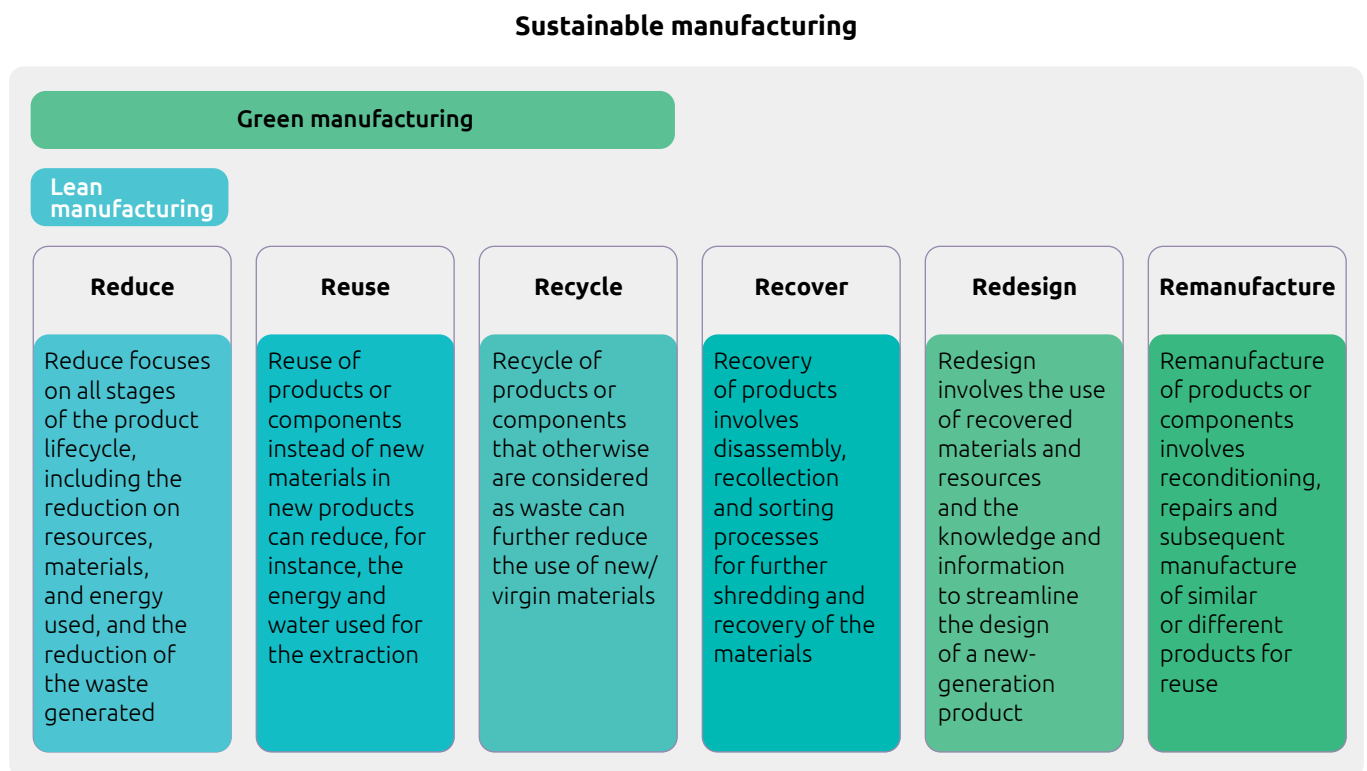 Sustainable manufacturing
Green manufacturing
Lean
manufacturing
Reduce
Reduce focuses
on all stages
of the product
lifecycle,
including the
reduction on
resources,
materials,
and energy
used, and the
reduction of
the waste
generated
Reuse
Reuse of
products or
components
instead of new
materials in
new products
can reduce, for
instance, the
energy and
water used for
the extraction
Recycle
Recycle of
products or
components
that otherwise
are considered
as waste can
further reduce
the use of new/
virgin materials
Recover
Recovery
of products
involves
disassembly,
recollection
and sorting
processes
for further
shredding and
recovery of the
materials
Redesign
Redesign
involves the use
of recovered
materials and
resources
and the
knowledge and
information
to streamline
the design
of a new-
generation
product
Remanufacture
Remanufacture
of products or
components
involves
reconditioning,
repairs and
subsequent
manufacture
of similar
or different
products for
reuse